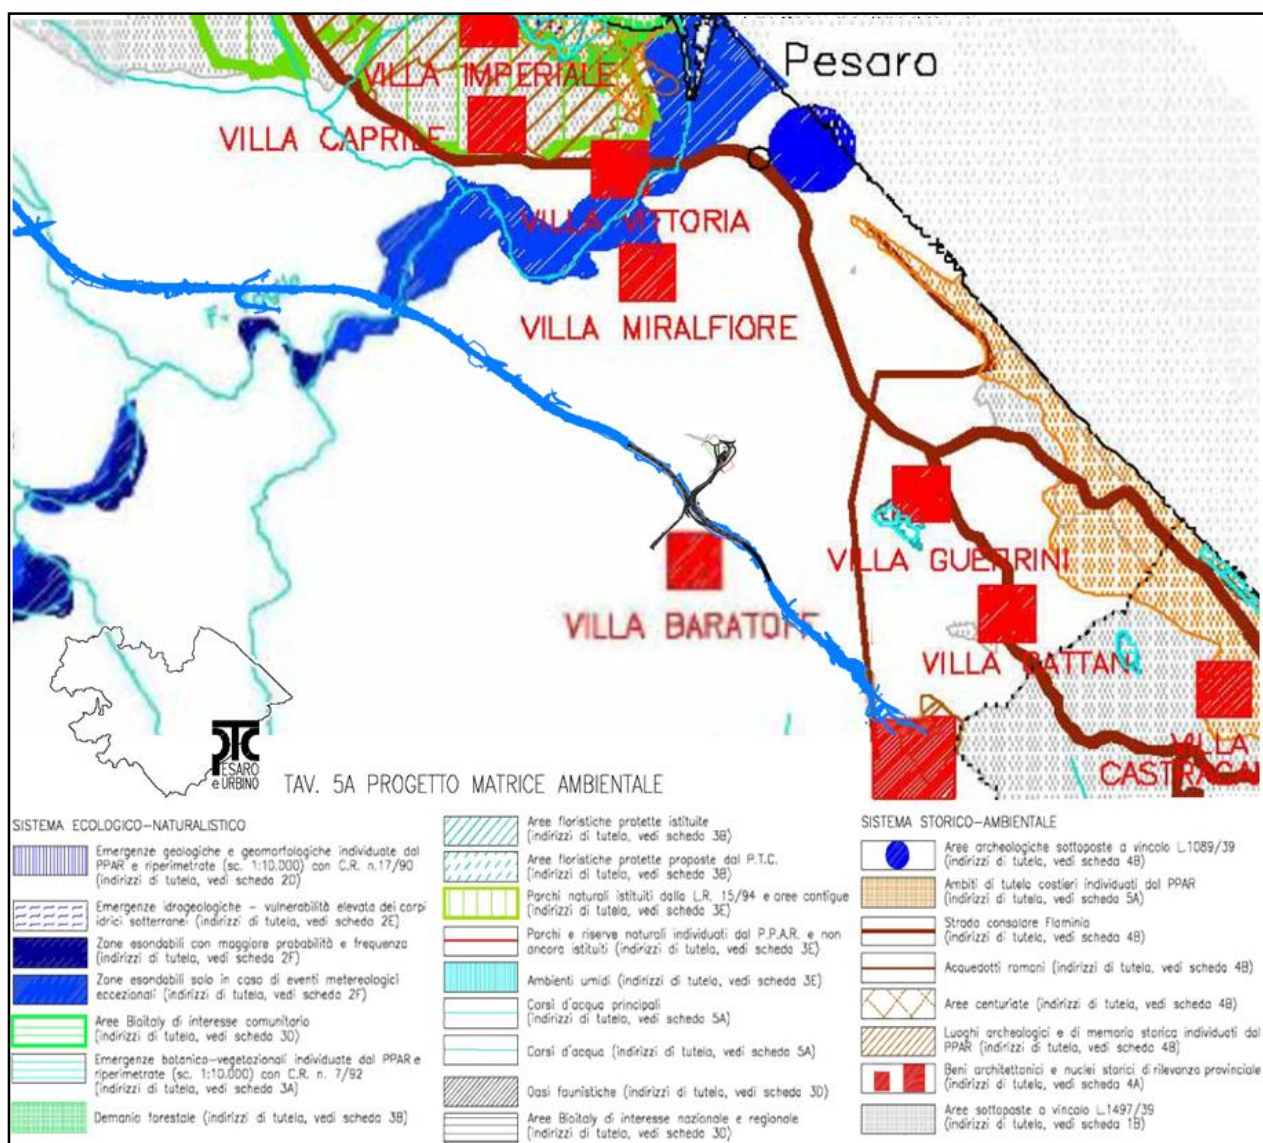 Pesaro
VILLA IMPERIALE
VILLA CAPRILE
VILLA VITTORIA
VILLA MIRALFIORE
VILLA GUERRINI
VILLA BARATOFF
VILLA CATTANI
VILLA
PTC
PESARO
e URBINO
TAV. 5A PROGETTO MATRICE AMBIENTALE
SISTEMA ECOLOGICO-NATURALISTICO
Emergenze geologiche e geomorfologiche individuate dal
PPAR e riperimetrate (sc. 1:10.000) con C.R. n.17/90
(indirizzi di tutela, vedi scheda 2D)
Emergenze idrogeologiche - vulnerabilità elevata dei corpi
idrici sotterranei (indirizzi di tutela, vedi scheda 2E)
Zone esondabili con maggiore probabilità e frequenza
(indirizzi di tutela, vedi scheda 2F)
Zone esondabili solo in caso di eventi metereologici
eccezionali (indirizzi di tutela, vedi scheda 2F)
Aree Bioitaly di interesse comunitario
(indirizzi di tutela, vedi scheda 3D)
Emergenze botanico-vegetazionali individuate dal PPAR e
riperimetrate (sc. 1:10.000) con C.R. n. 7/92
(indirizzi di tutela, vedi scheda 3A)
Demanio forestale (indirizzi di tutela, vedi scheda 3B)
Aree floristiche protette istituite
(indirizzi di tutela, vedi scheda 3B)
Aree floristiche protette proposte dal P.T.C.
(indirizzi di tutela, vedi scheda 3B)
Parchi naturali istituiti dalla L.R. 15/94 e aree contigue
(indirizzi di tutela, vedi scheda 3E)
Parchi e riserve naturali individuati dal P.P.A.R. e non
ancora istituiti (indirizzi di tutela, vedi scheda 3E)
Ambienti umidi (indirizzi di tutela, vedi scheda 3E)
Corsi d'acqua principali
(indirizzi di tutela, vedi scheda 5A)
Corsi d'acqua (indirizzi di tutela, vedi scheda 5A)
Oasi faunistiche (indirizzi di tutela, vedi scheda 3D)
Aree Bioitaly di interesse nazionale e regionale
(indirizzi di tutela, vedi scheda 3D)
SISTEMA STORICO-AMBIENTALE
Aree archeologiche sottoposte a vincolo L.1089/39
(indirizzi di tutela, vedi scheda 4B)
Ambiti di tutela costieri individuati dal PPAR
(indirizzi di tutela, vedi scheda 5A)
Strada consolare Flaminia
(indirizzi di tutela, vedi scheda 4B)
Acquedotti romani (indirizzi di tutela, vedi scheda 4B)
Aree centuriate (indirizzi di tutela, vedi scheda 4B)
Luoghi archeologici e di memoria storica individuati dal
PPAR (indirizzi di tutela, vedi scheda 4B)
Beni architettonici e nuclei storici di rilevanza provinciale
(indirizzi di tutela, vedi scheda 4A)
Aree sottoposte a vincolo L.1497/39
(indirizzi di tutela, vedi scheda 1B)